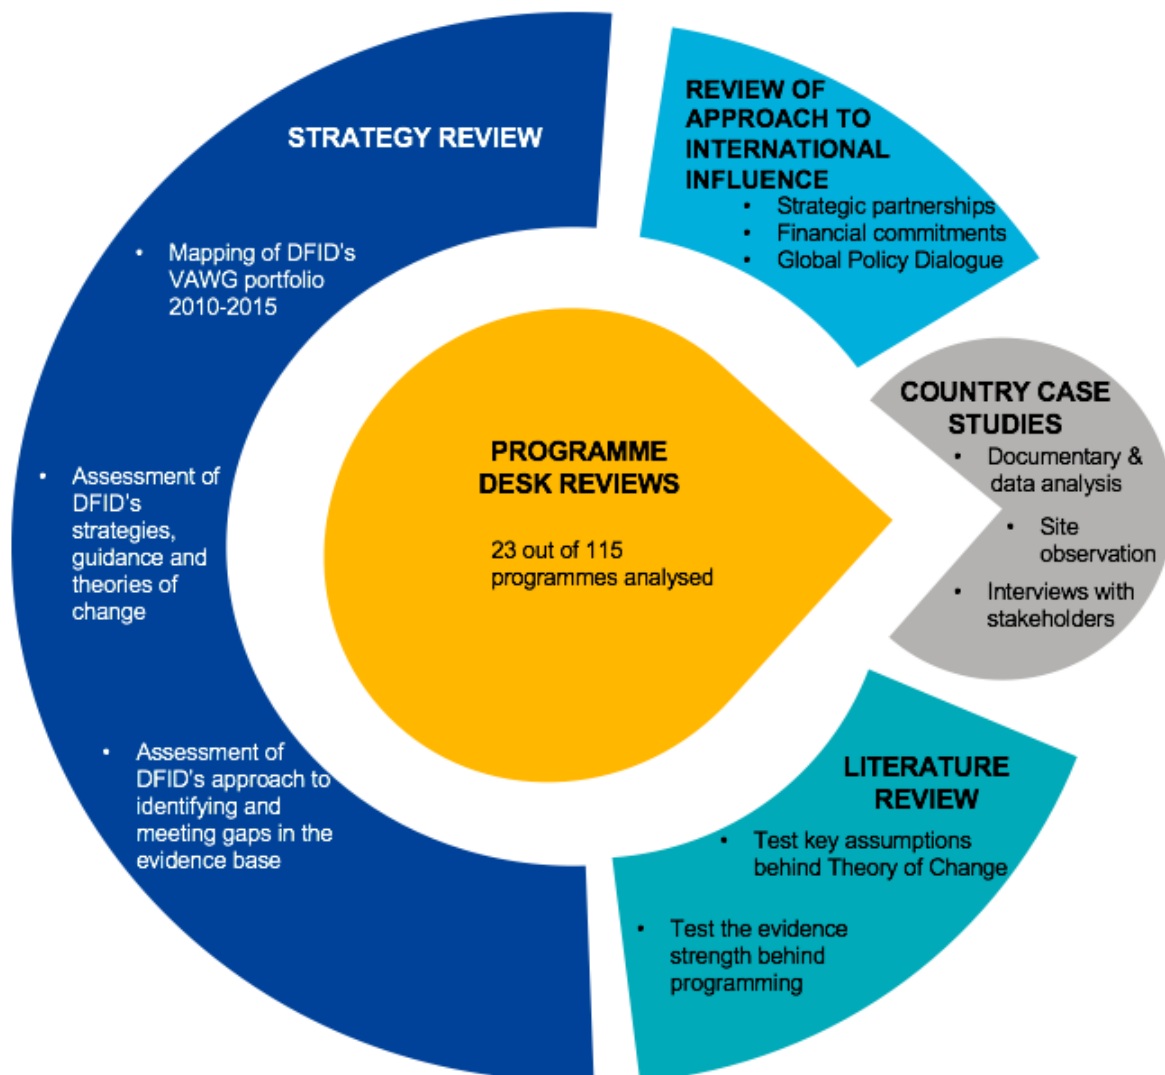 STRATEGY REVIEW
• Mapping of DFID's
VAWG portfolio
2010-2015
• Assessment of
DFID's
strategies,
guidance and
theories of
change
• Assessment of
DFID's approach to
identifying and
meeting gaps in the
evidence base
REVIEW OF
APPROACH TO
INTERNATIONAL
INFLUENCE
• Strategic partnerships
• Financial commitments
• Global Policy Dialogue
PROGRAMME
DESK REVIEWS
23 out of 115
programmes analysed
COUNTRY CASE
STUDIES
• Documentary &
data analysis
• Site
observation
• Interviews with
stakeholders
LITERATURE
REVIEW
• Test key assumptions
behind Theory of Change
• Test the evidence
strength behind
programming